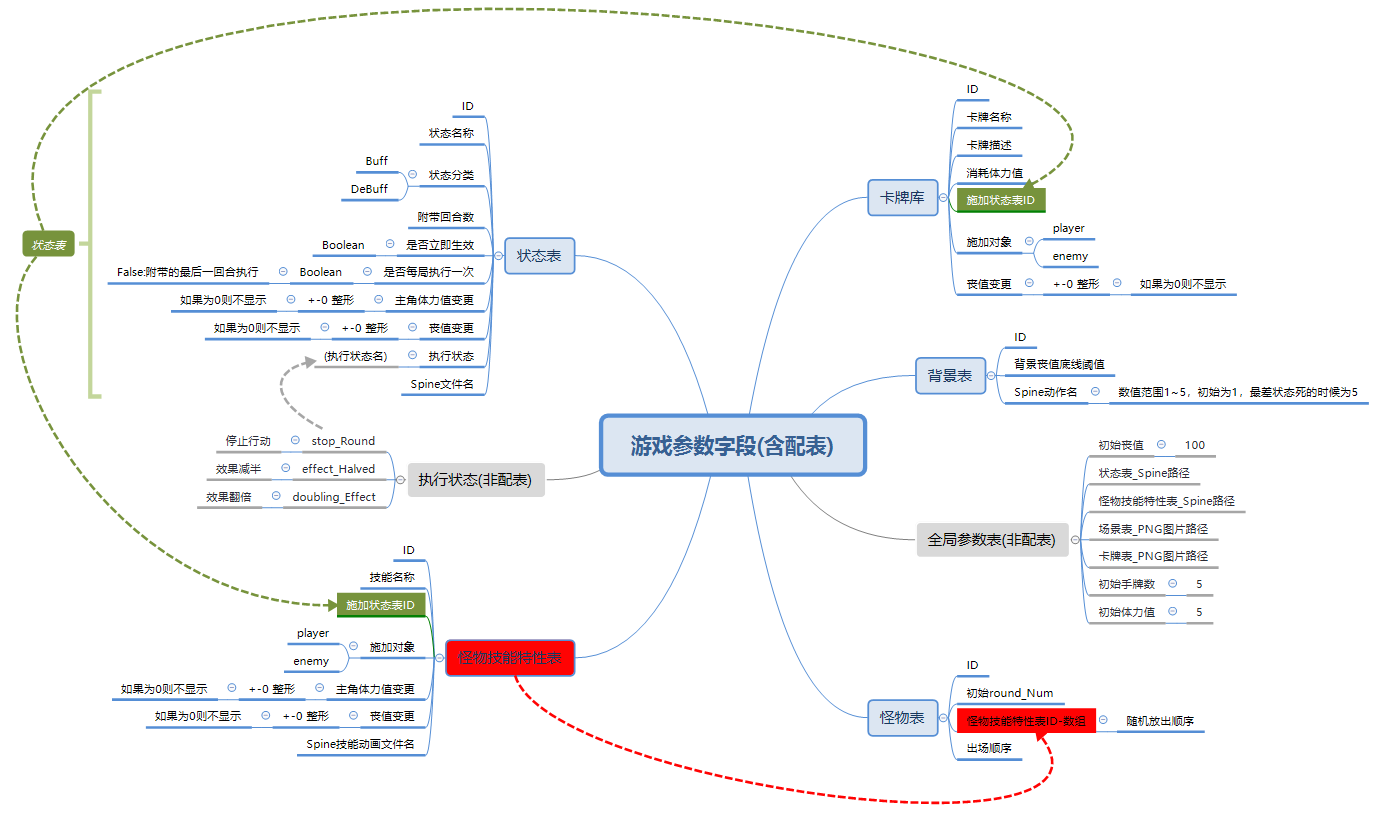 游戏参数字段(含配表)
卡牌库
ID
卡牌名称
卡牌描述
消耗体力值
施加状态表ID
施加对象
player
enemy
丧值变更
+-0 整形
如果为0则不显示
背景表
ID
背景丧值底线阈值
Spine动作名
数值范围1~5，初始为1，最差状态死的时候为5
全局参数表(非配表)
初始丧值
100
状态表_Spine路径
怪物技能特性表_Spine路径
场景表_PNG图片路径
卡牌表_PNG图片路径
初始手牌数
5
初始体力值
5
怪物表
ID
初始round_Num
怪物技能特性表ID-数组
随机放出顺序
出场顺序
状态表
状态表
ID
状态名称
状态分类
Buff
DeBuff
附带回合数
是否立即生效
Boolean
是否每局执行一次
Boolean
False:附带的最后一回合执行
主角体力值变更
+-0 整形
如果为0则不显示
丧值变更
+-0 整形
如果为0则不显示
执行状态
(执行状态名)
Spine文件名
执行状态(非配表)
stop_Round
停止行动
effect_Halved
效果减半
doubling_Effect
效果翻倍
怪物技能特性表
ID
技能名称
施加状态表ID
施加对象
player
enemy
主角体力值变更
+-0 整形
如果为0则不显示
丧值变更
+-0 整形
如果为0则不显示
Spine技能动画文件名